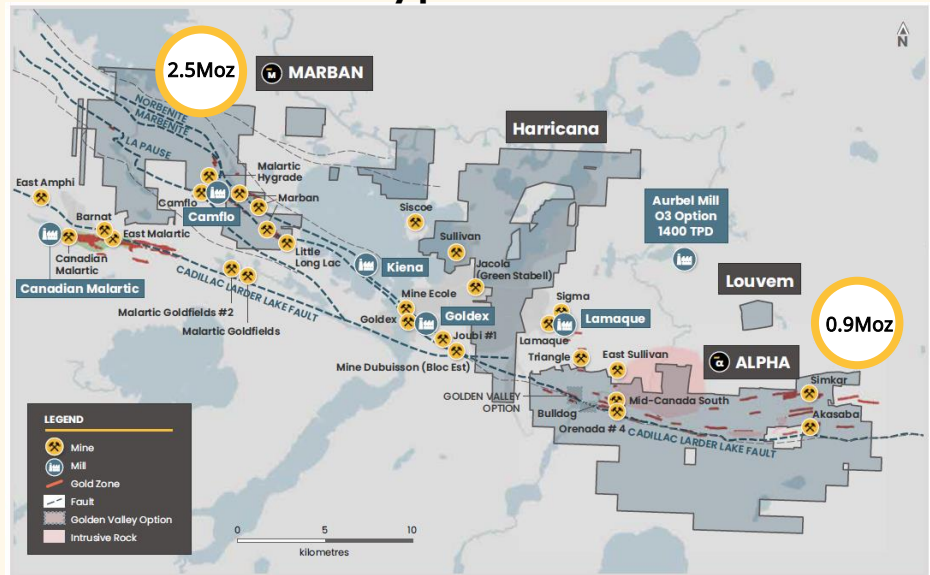 2.5Moz
M MARBAN
N
NORBENITE
MARBENITE
LA PAUSE
Harricana
Malartic
Hygrade
East Amphi
Camflo
Marban
Camflo
Siscoe
Aurbel Mill
O3 Option
1400 TPD
Barnat
East Malartic
Sullivan
Canadian
Malartic
Little
Long Lac
Kiena
Jacola
(Green Stabell)
Louvem
Canadian Malartic
CADILLAC LARDER LAKE FAULT
Mine Ecole
Sigma
Malartic Goldfields #2
Goldex
Goldex
Lamaque
0.9Moz
Malartic Goldfields
Joubi #1
Lamaque
Triangle
East Sullivan
α ALPHA
Mine Dubuisson (Bloc Est)
Simkar
GOLDEN VALLEY
OPTION
Mid-Canada South
Bulldog
Akasaba
Orenada # 4
CADILLAC LARDER LAKE FAULT
LEGEND
Mine
Mill
Gold Zone
Fault
Golden Valley Option
Intrusive Rock
0 5 10
kilometres